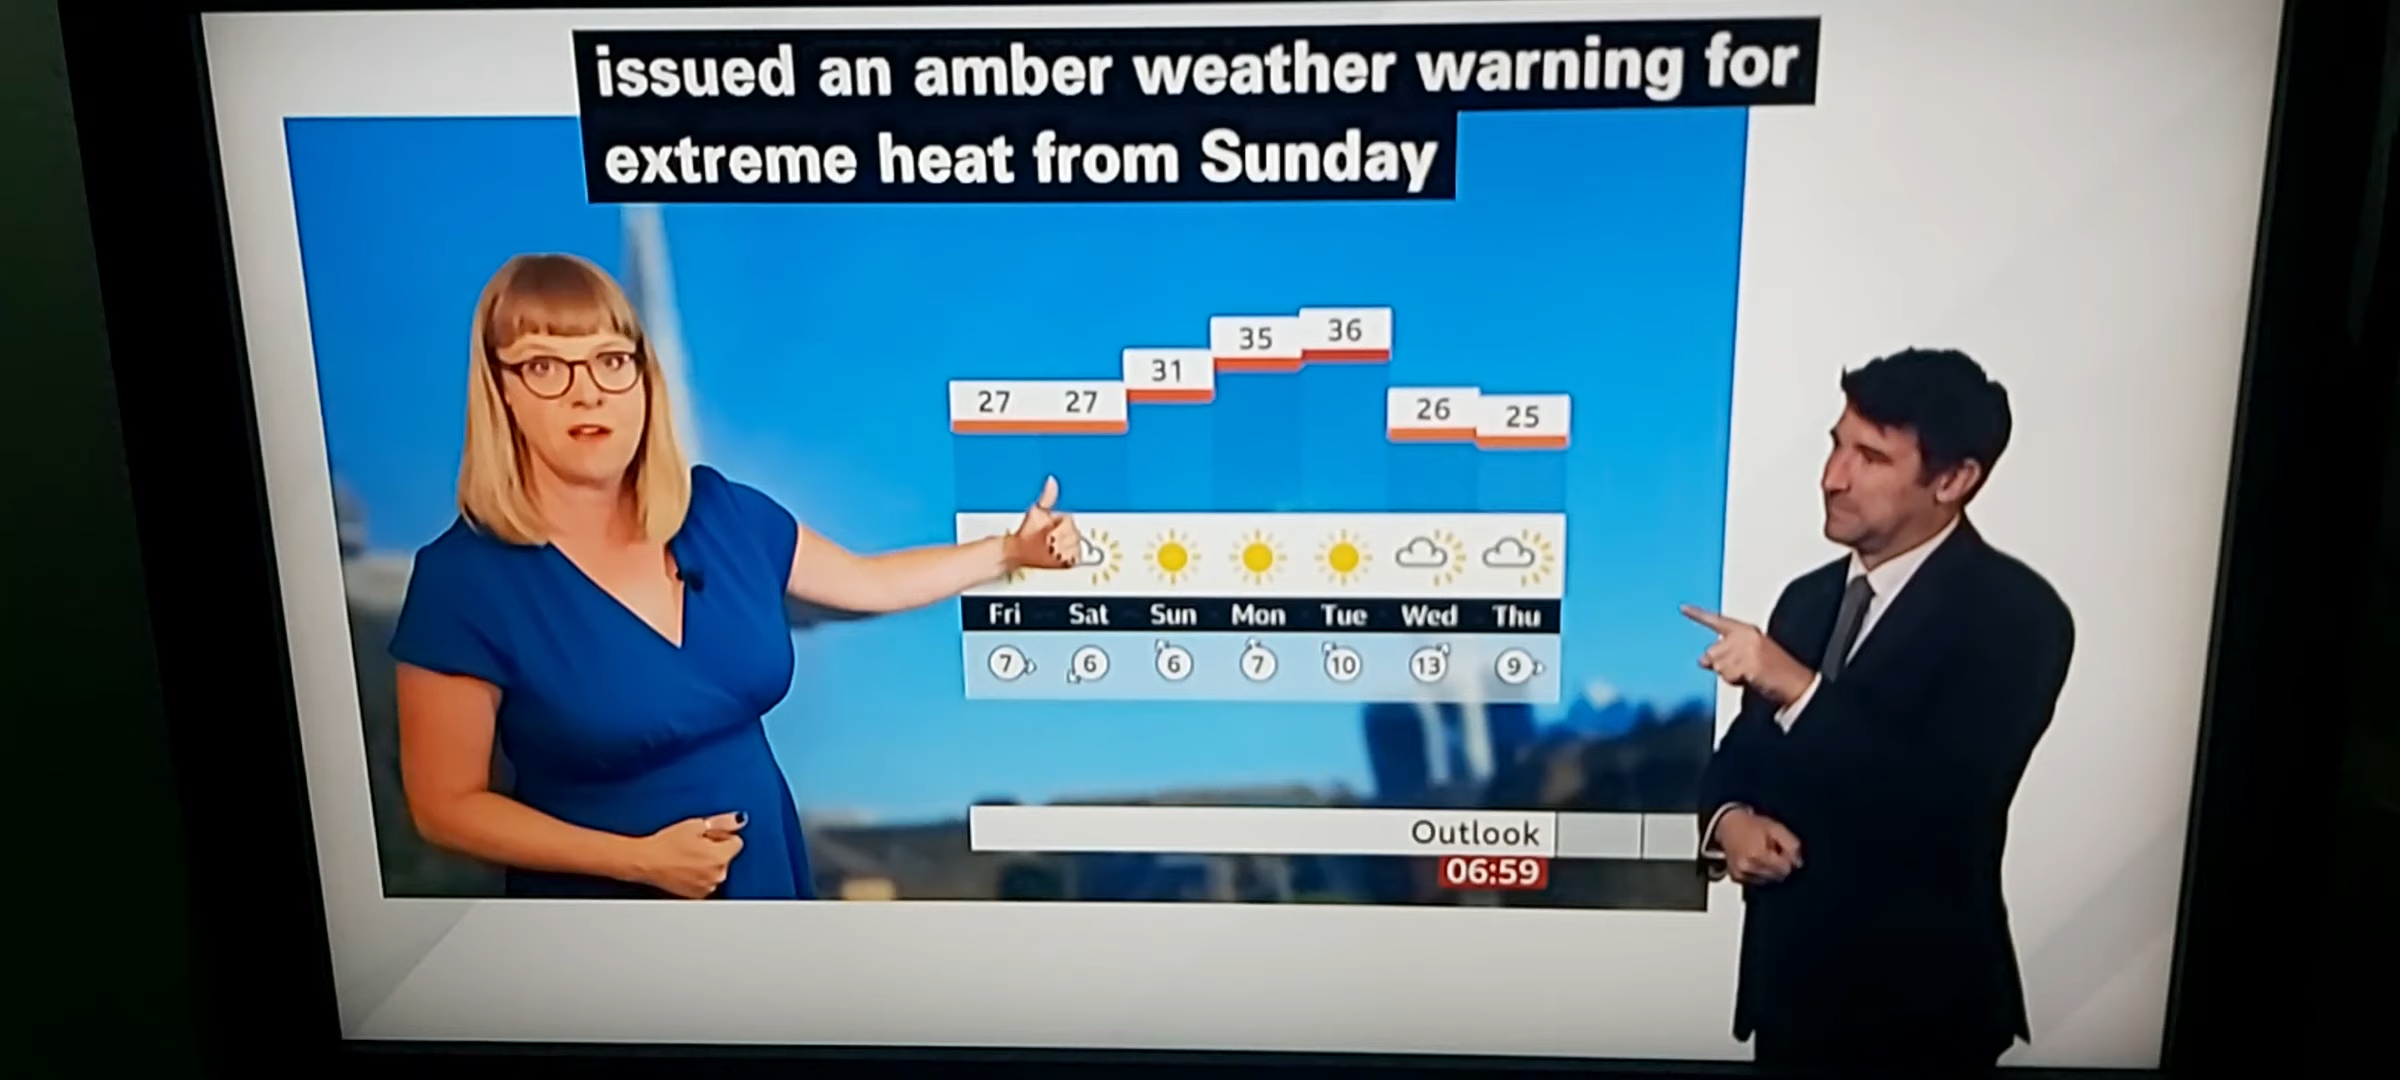 issued an amber weather warning for
extreme heat from Sunday
27 27 31 35 36 26 25
Fri Sat Sun Mon Tue Wed Thu
7 6 6 7 10 13 9
Outlook
06:59